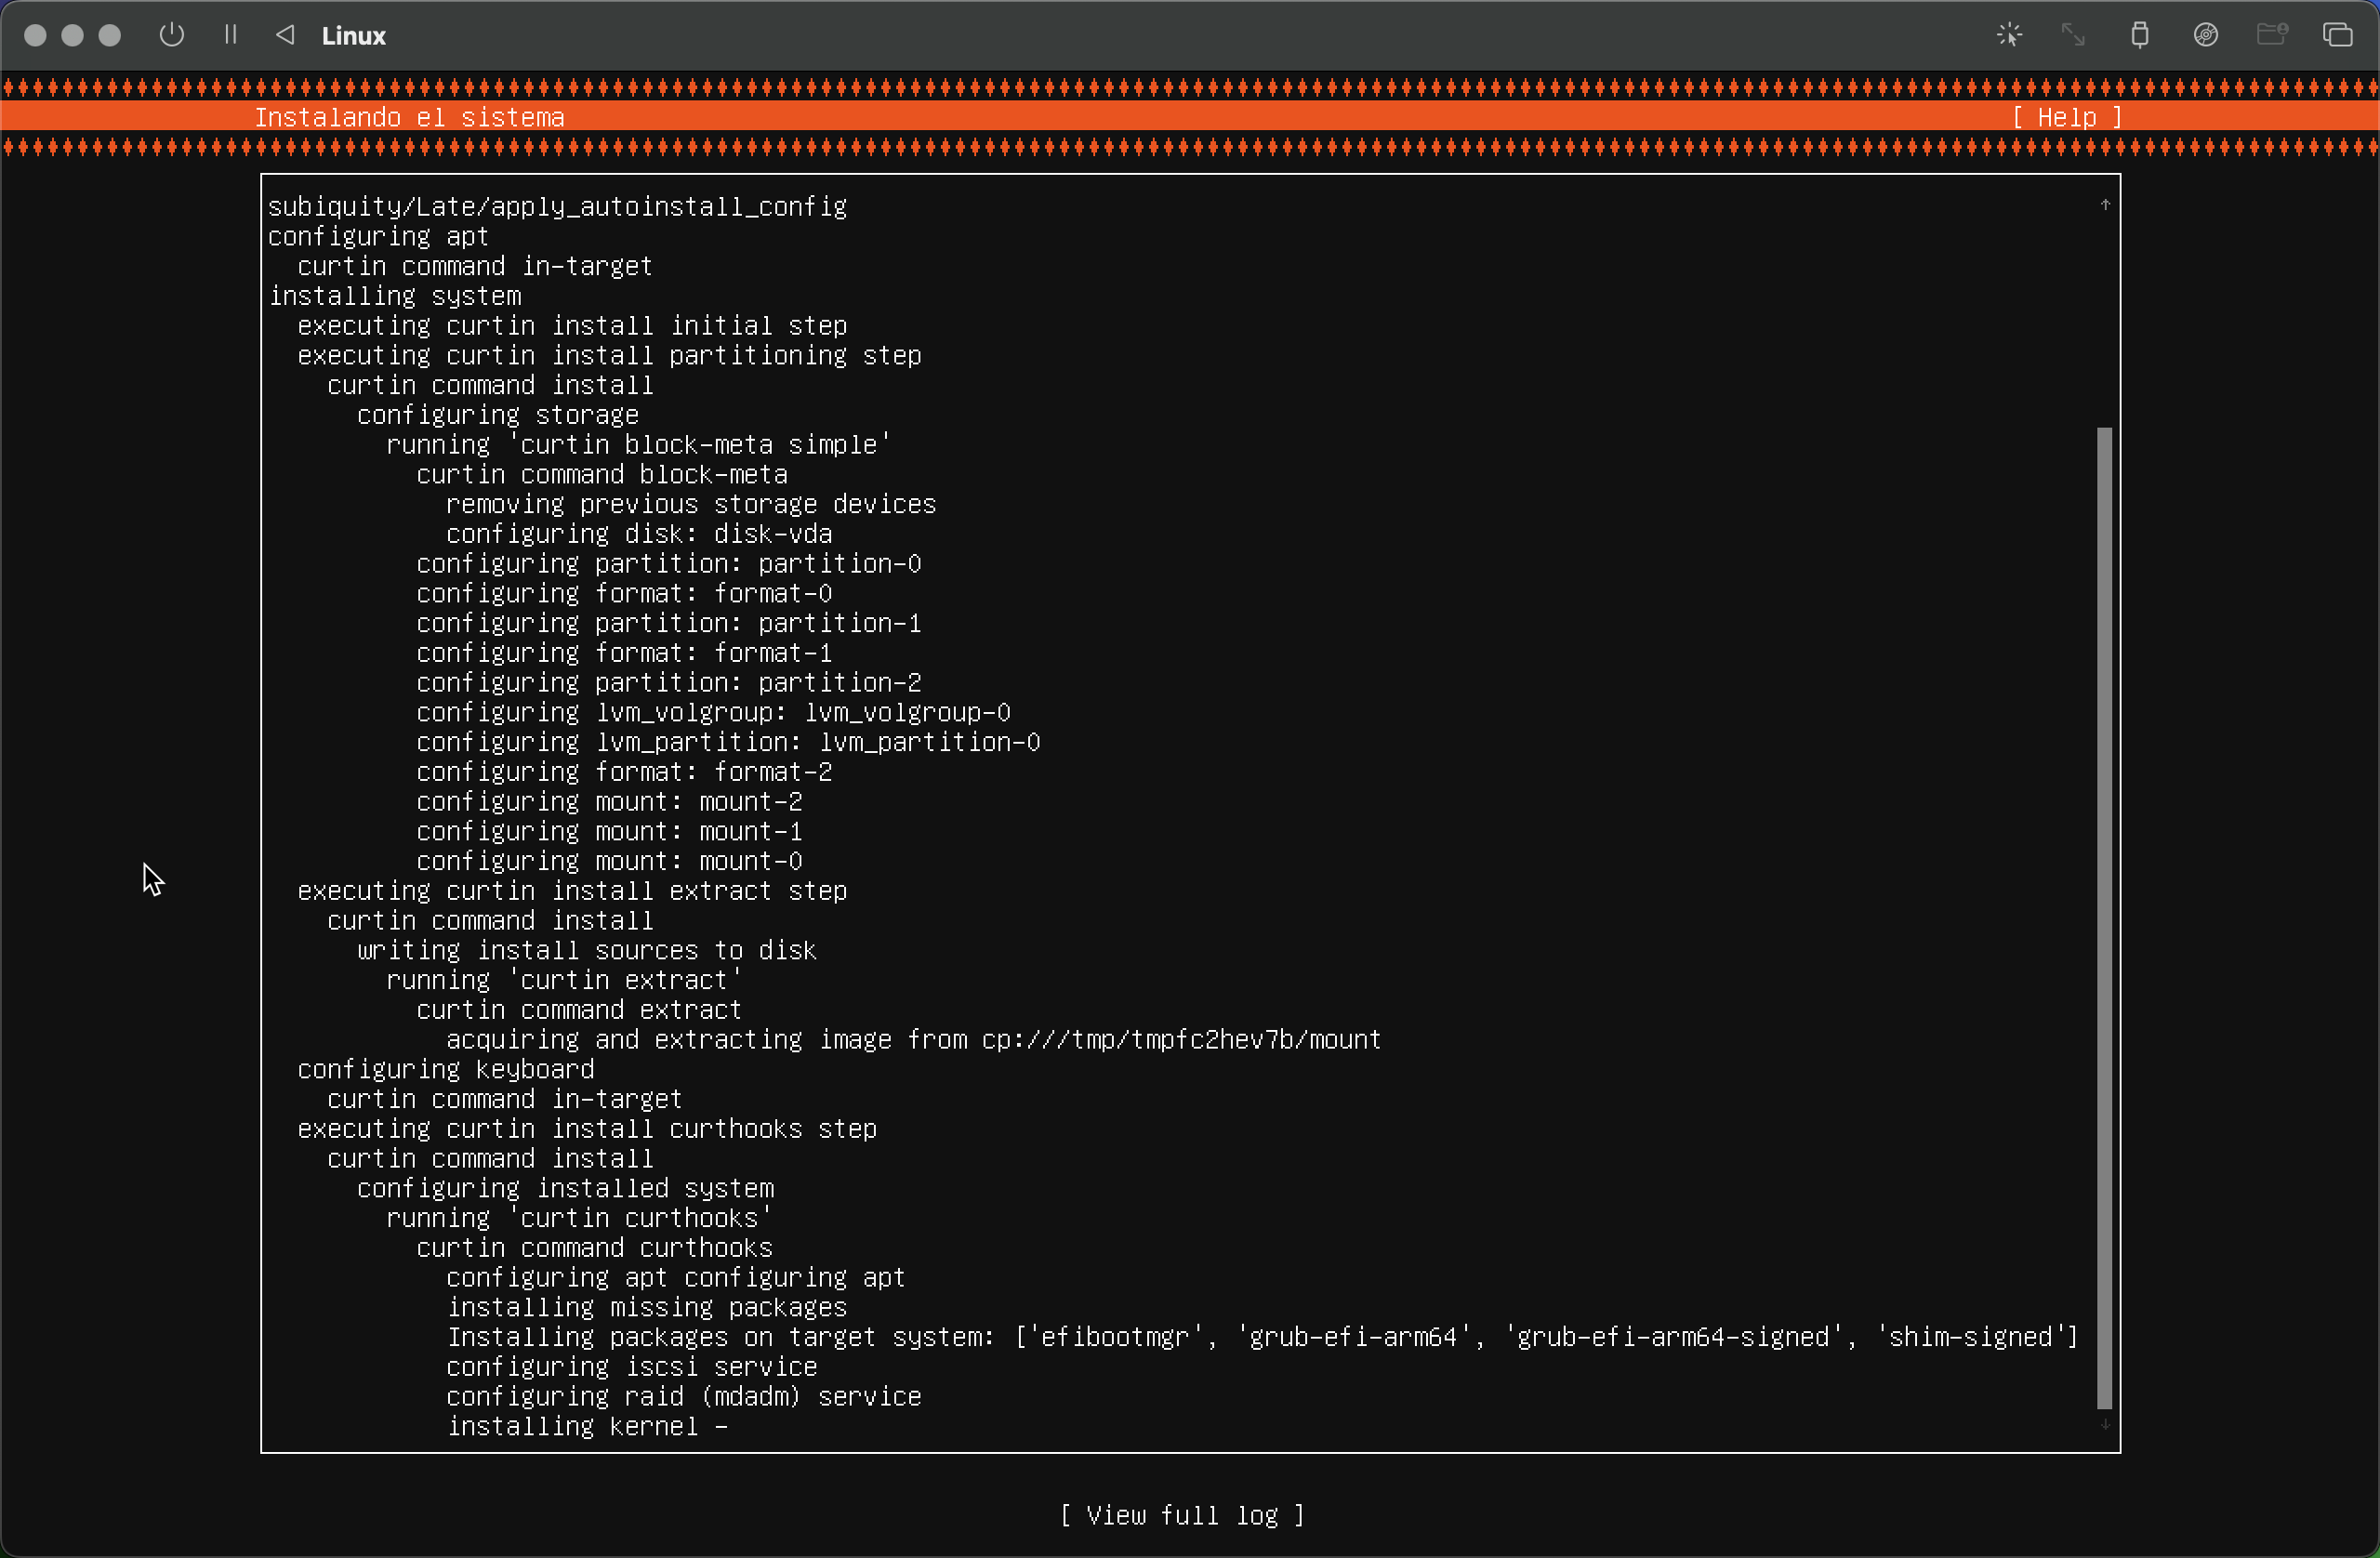 Linux
Instalando el sistema [ Help ]
subiquity/Late/apply_autoinstall_config
configuring apt
curtin command in-target
installing system
executing curtin install initial step
executing curtin install partitioning step
curtin command install
configuring storage
running 'curtin block-meta simple'
curtin command block-meta
removing previous storage devices
configuring disk: disk-vda
configuring partition: partition-0
configuring format: format-0
configuring partition: partition-1
configuring format: format-1
configuring partition: partition-2
configuring lvm_volgroup: lvm_volgroup-0
configuring lvm_partition: lvm_partition-0
configuring format: format-2
configuring mount: mount-2
configuring mount: mount-1
configuring mount: mount-0
executing curtin install extract step
curtin command install
writing install sources to disk
running 'curtin extract'
curtin command extract
acquiring and extracting image from cp:///tmp/tmpfc2hev7b/mount
configuring keyboard
curtin command in-target
executing curtin install curthooks step
curtin command install
configuring installed system
running 'curtin curthooks'
curtin command curthooks
configuring apt configuring apt
installing missing packages
Installing packages on target system: ['efibootmgr', 'grub-efi-arm64', 'grub-efi-arm64-signed', 'shim-signed']
configuring iscsi service
configuring raid (mdadm) service
installing kernel -
[ View full log ]